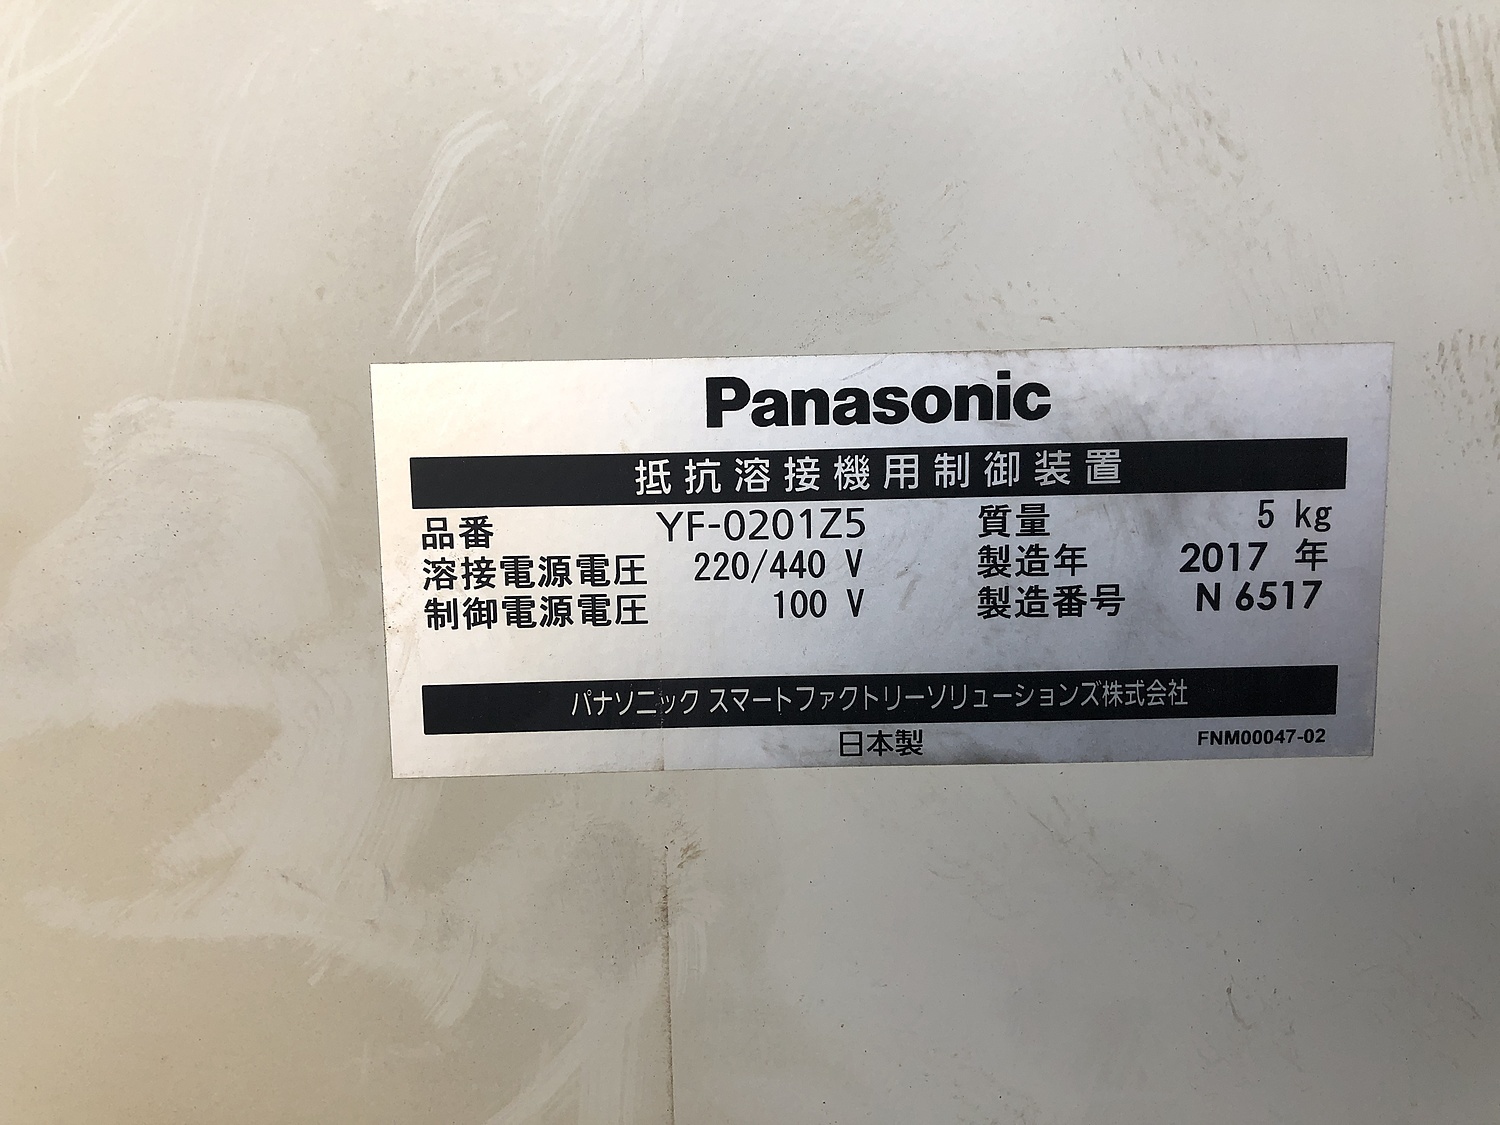 Panasonic
抵抗溶接機用制御装置
品番 YF-0201Z5 質量 5 kg
溶接電源電圧 220/440 V 製造年 2017 年
制御電源電圧 100 V 製造番号 N 6517
パナソニック スマートファクトリーソリューションズ株式会社
日本製 FNM00047-02